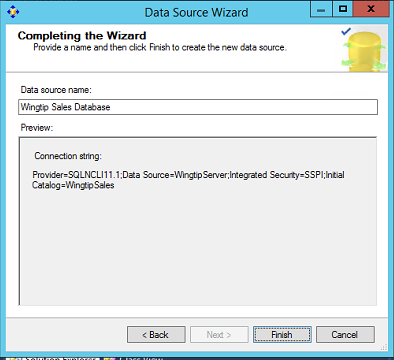 Data Source Wizard
Completing the Wizard
Provide a name and then click Finish to create the new data source.
Data source name:
Wingtip Sales Database
Preview:
Connection string:
Provider=SQLNCLI11.1;Data Source=WingtipServer;Integrated Security=SSPI;Initial
Catalog=WingtipSales
< Back
Next >
Finish
Cancel